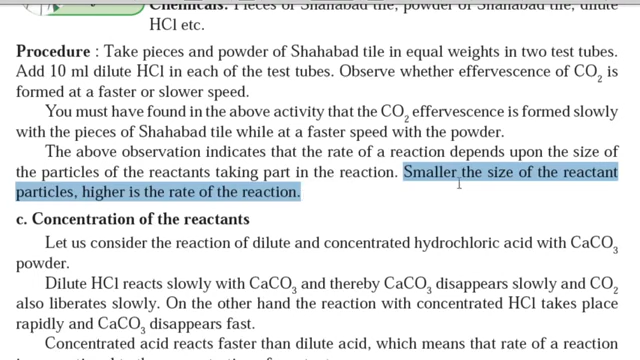 Chemicals: Pieces of Shahabad tile, powder of Shahabad tile, dilute
HCl etc.
Procedure : Take pieces and powder of Shahabad tile in equal weights in two test tubes.
Add 10 ml dilute HCl in each of the test tubes. Observe whether effervescence of CO₂ is
formed at a faster or slower speed.
You must have found in the above activity that the CO₂ effervescence is formed slowly
with the pieces of Shahabad tile while at a faster speed with the powder.
The above observation indicates that the rate of a reaction depends upon the size of
the particles of the reactants taking part in the reaction. Smaller the size of the reactant
particles, higher is the rate of the reaction.
c. Concentration of the reactants
Let us consider the reaction of dilute and concentrated hydrochloric acid with CaCO₃
powder.
Dilute HCl reacts slowly with CaCO₃ and thereby CaCO₃ disappears slowly and CO₂
also liberates slowly. On the other hand the reaction with concentrated HCl takes place
rapidly and CaCO₃ disappears fast.
Concentrated acid reacts faster than dilute acid, which means that the rate of a reaction